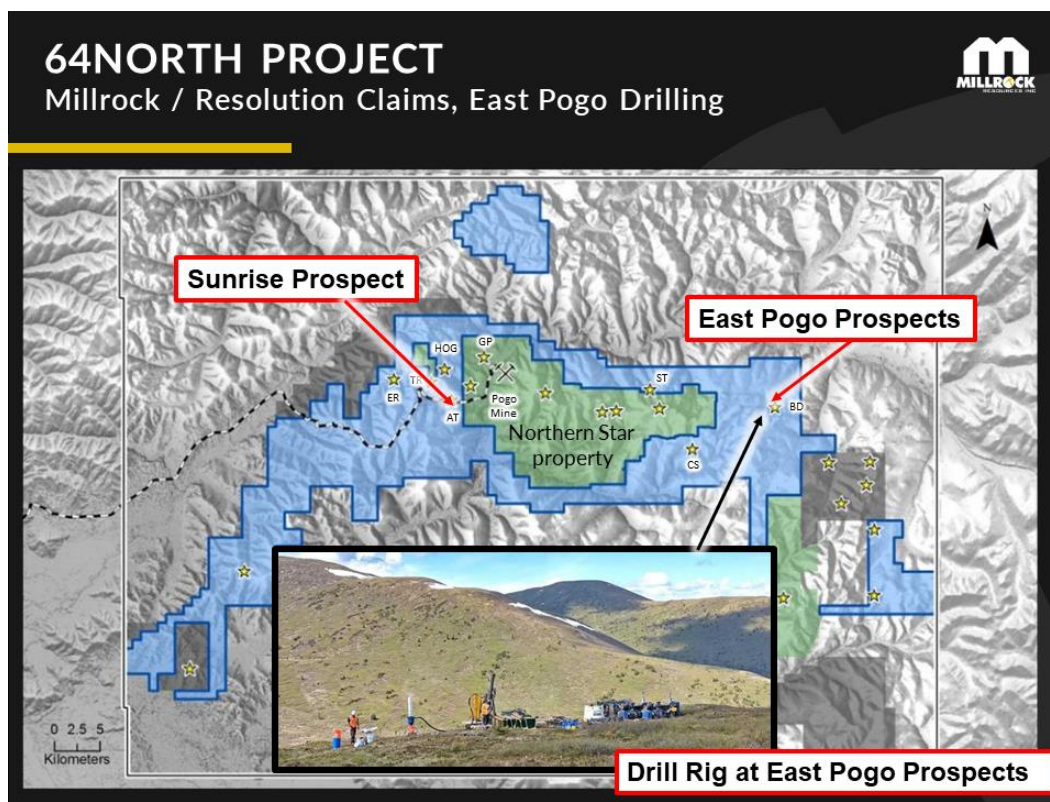 64NORTH PROJECT
Millrock / Resolution Claims, East Pogo Drilling
MILLROCK
RESOURCES INC
N
Sunrise Prospect
East Pogo Prospects
HOG
GP
ST
ER
AT
Pogo
Mine
BD
Northern Star
property
CS
0 2.5 5
Kilometers
Drill Rig at East Pogo Prospects